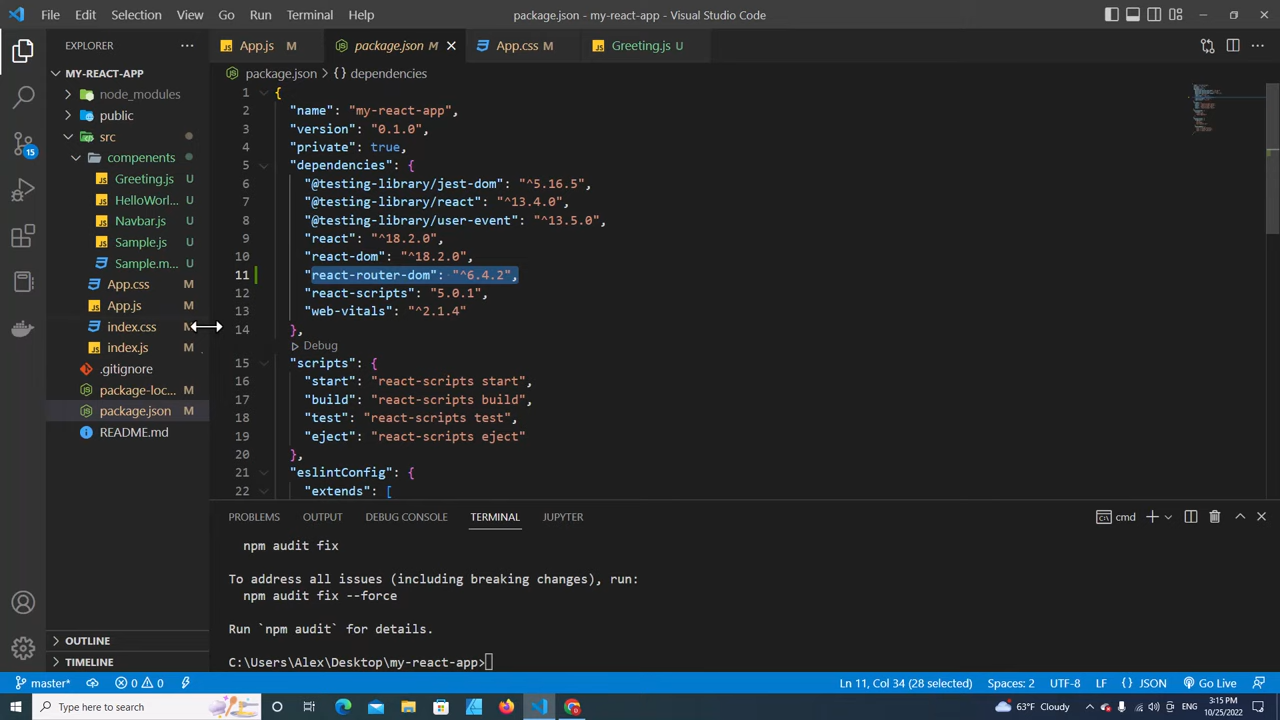 File Edit Selection View Go Run Terminal Help
package.json - my-react-app - Visual Studio Code
EXPLORER
MY-REACT-APP
node_modules
public
src
compenents
Greeting.js
HelloWorl...
Navbar.js
Sample.js
Sample.m...
App.css M
App.js M
index.css M
index.js M
.gitignore
package-loc... M
package.json M
README.md
OUTLINE
TIMELINE
15
App.js M package.json M App.css M Greeting.js U
package.json > {} dependencies
1 {
2 "name": "my-react-app",
3 "version": "0.1.0",
4 "private": true,
5 "dependencies": {
6 "@testing-library/jest-dom": "^5.16.5",
7 "@testing-library/react": "^13.4.0",
8 "@testing-library/user-event": "^13.5.0",
9 "react": "^18.2.0",
10 "react-dom": "^18.2.0",
11 "react-router-dom": "^6.4.2",
12 "react-scripts": "5.0.1",
13 "web-vitals": "^2.1.4"
14 },
Debug
15 "scripts": {
16 "start": "react-scripts start",
17 "build": "react-scripts build",
18 "test": "react-scripts test",
19 "eject": "react-scripts eject"
20 },
21 "eslintConfig": {
22 "extends": [
PROBLEMS OUTPUT DEBUG CONSOLE TERMINAL JUPYTER
cmd
npm audit fix
To address all issues (including breaking changes), run:
npm audit fix --force
Run `npm audit` for details.
C:\Users\Alex\Desktop\my-react-app>
master* 0 0
Ln 11, Col 34 (28 selected) Spaces: 2 UTF-8 LF {} JSON Go Live
Type here to search
63°F Cloudy ENG
3:15 PM
10/25/2022